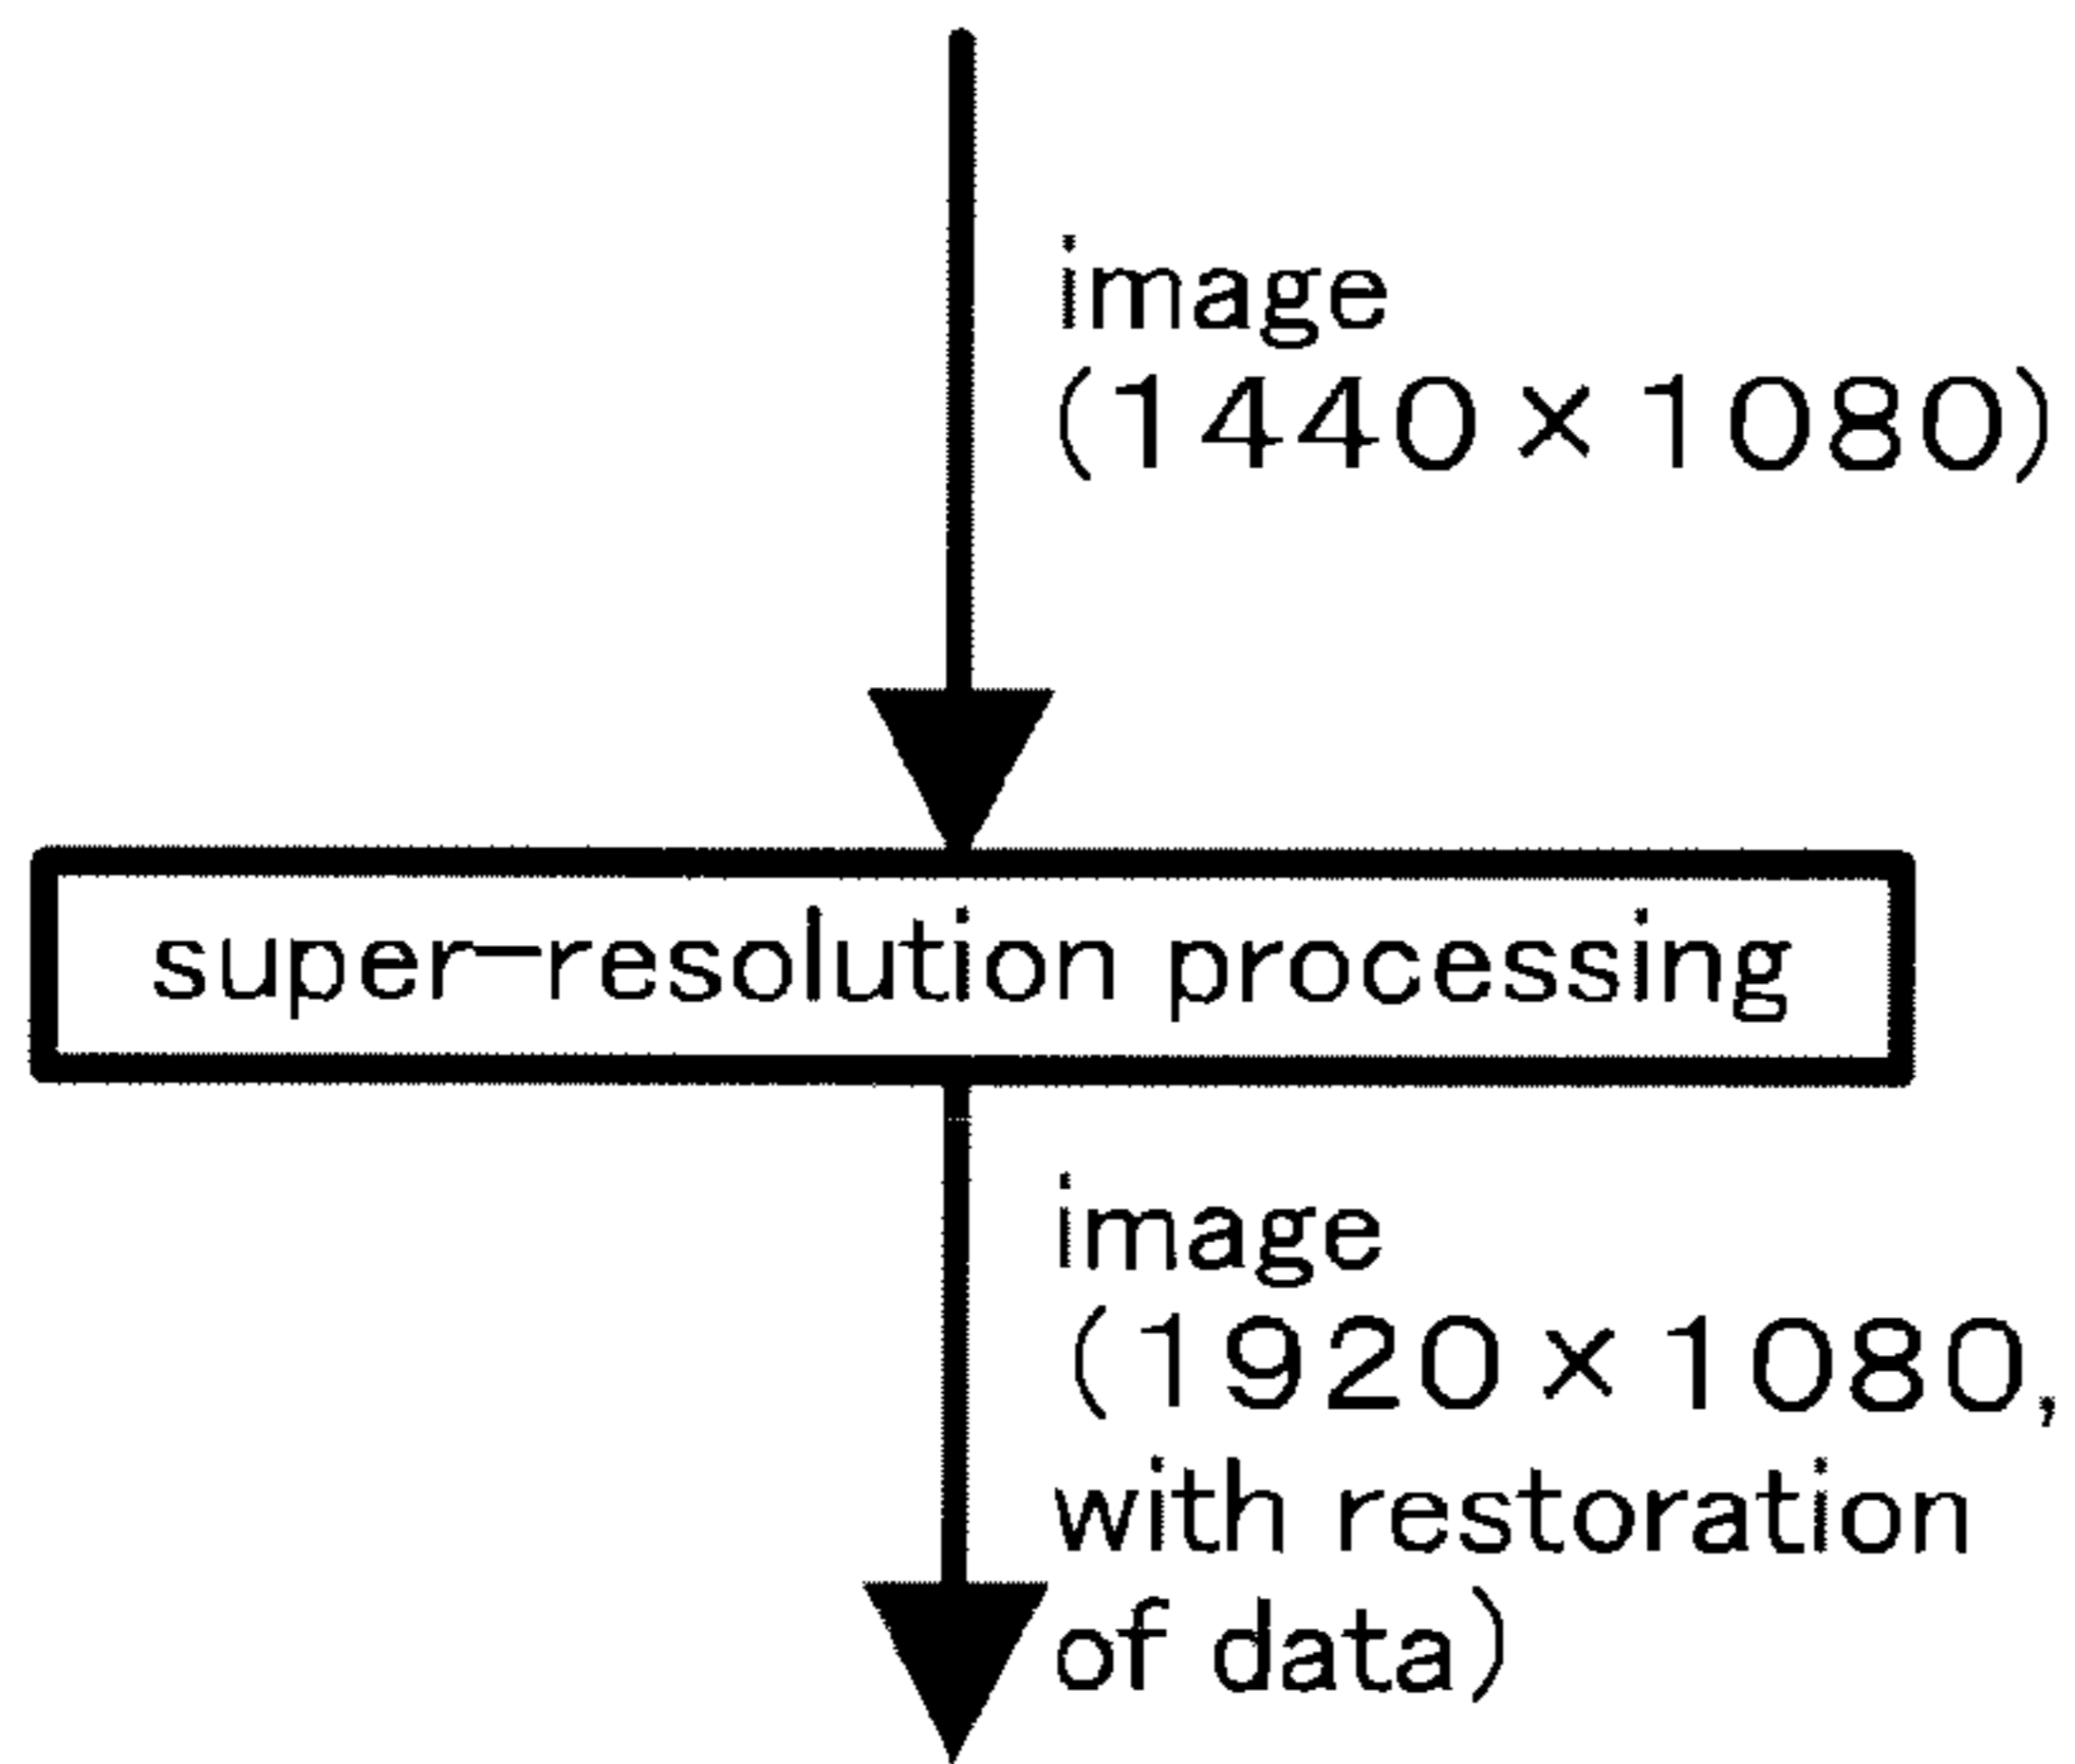 image
(1440×1080)
super-resolution processing
image
(1920×1080,
with restoration
of data)